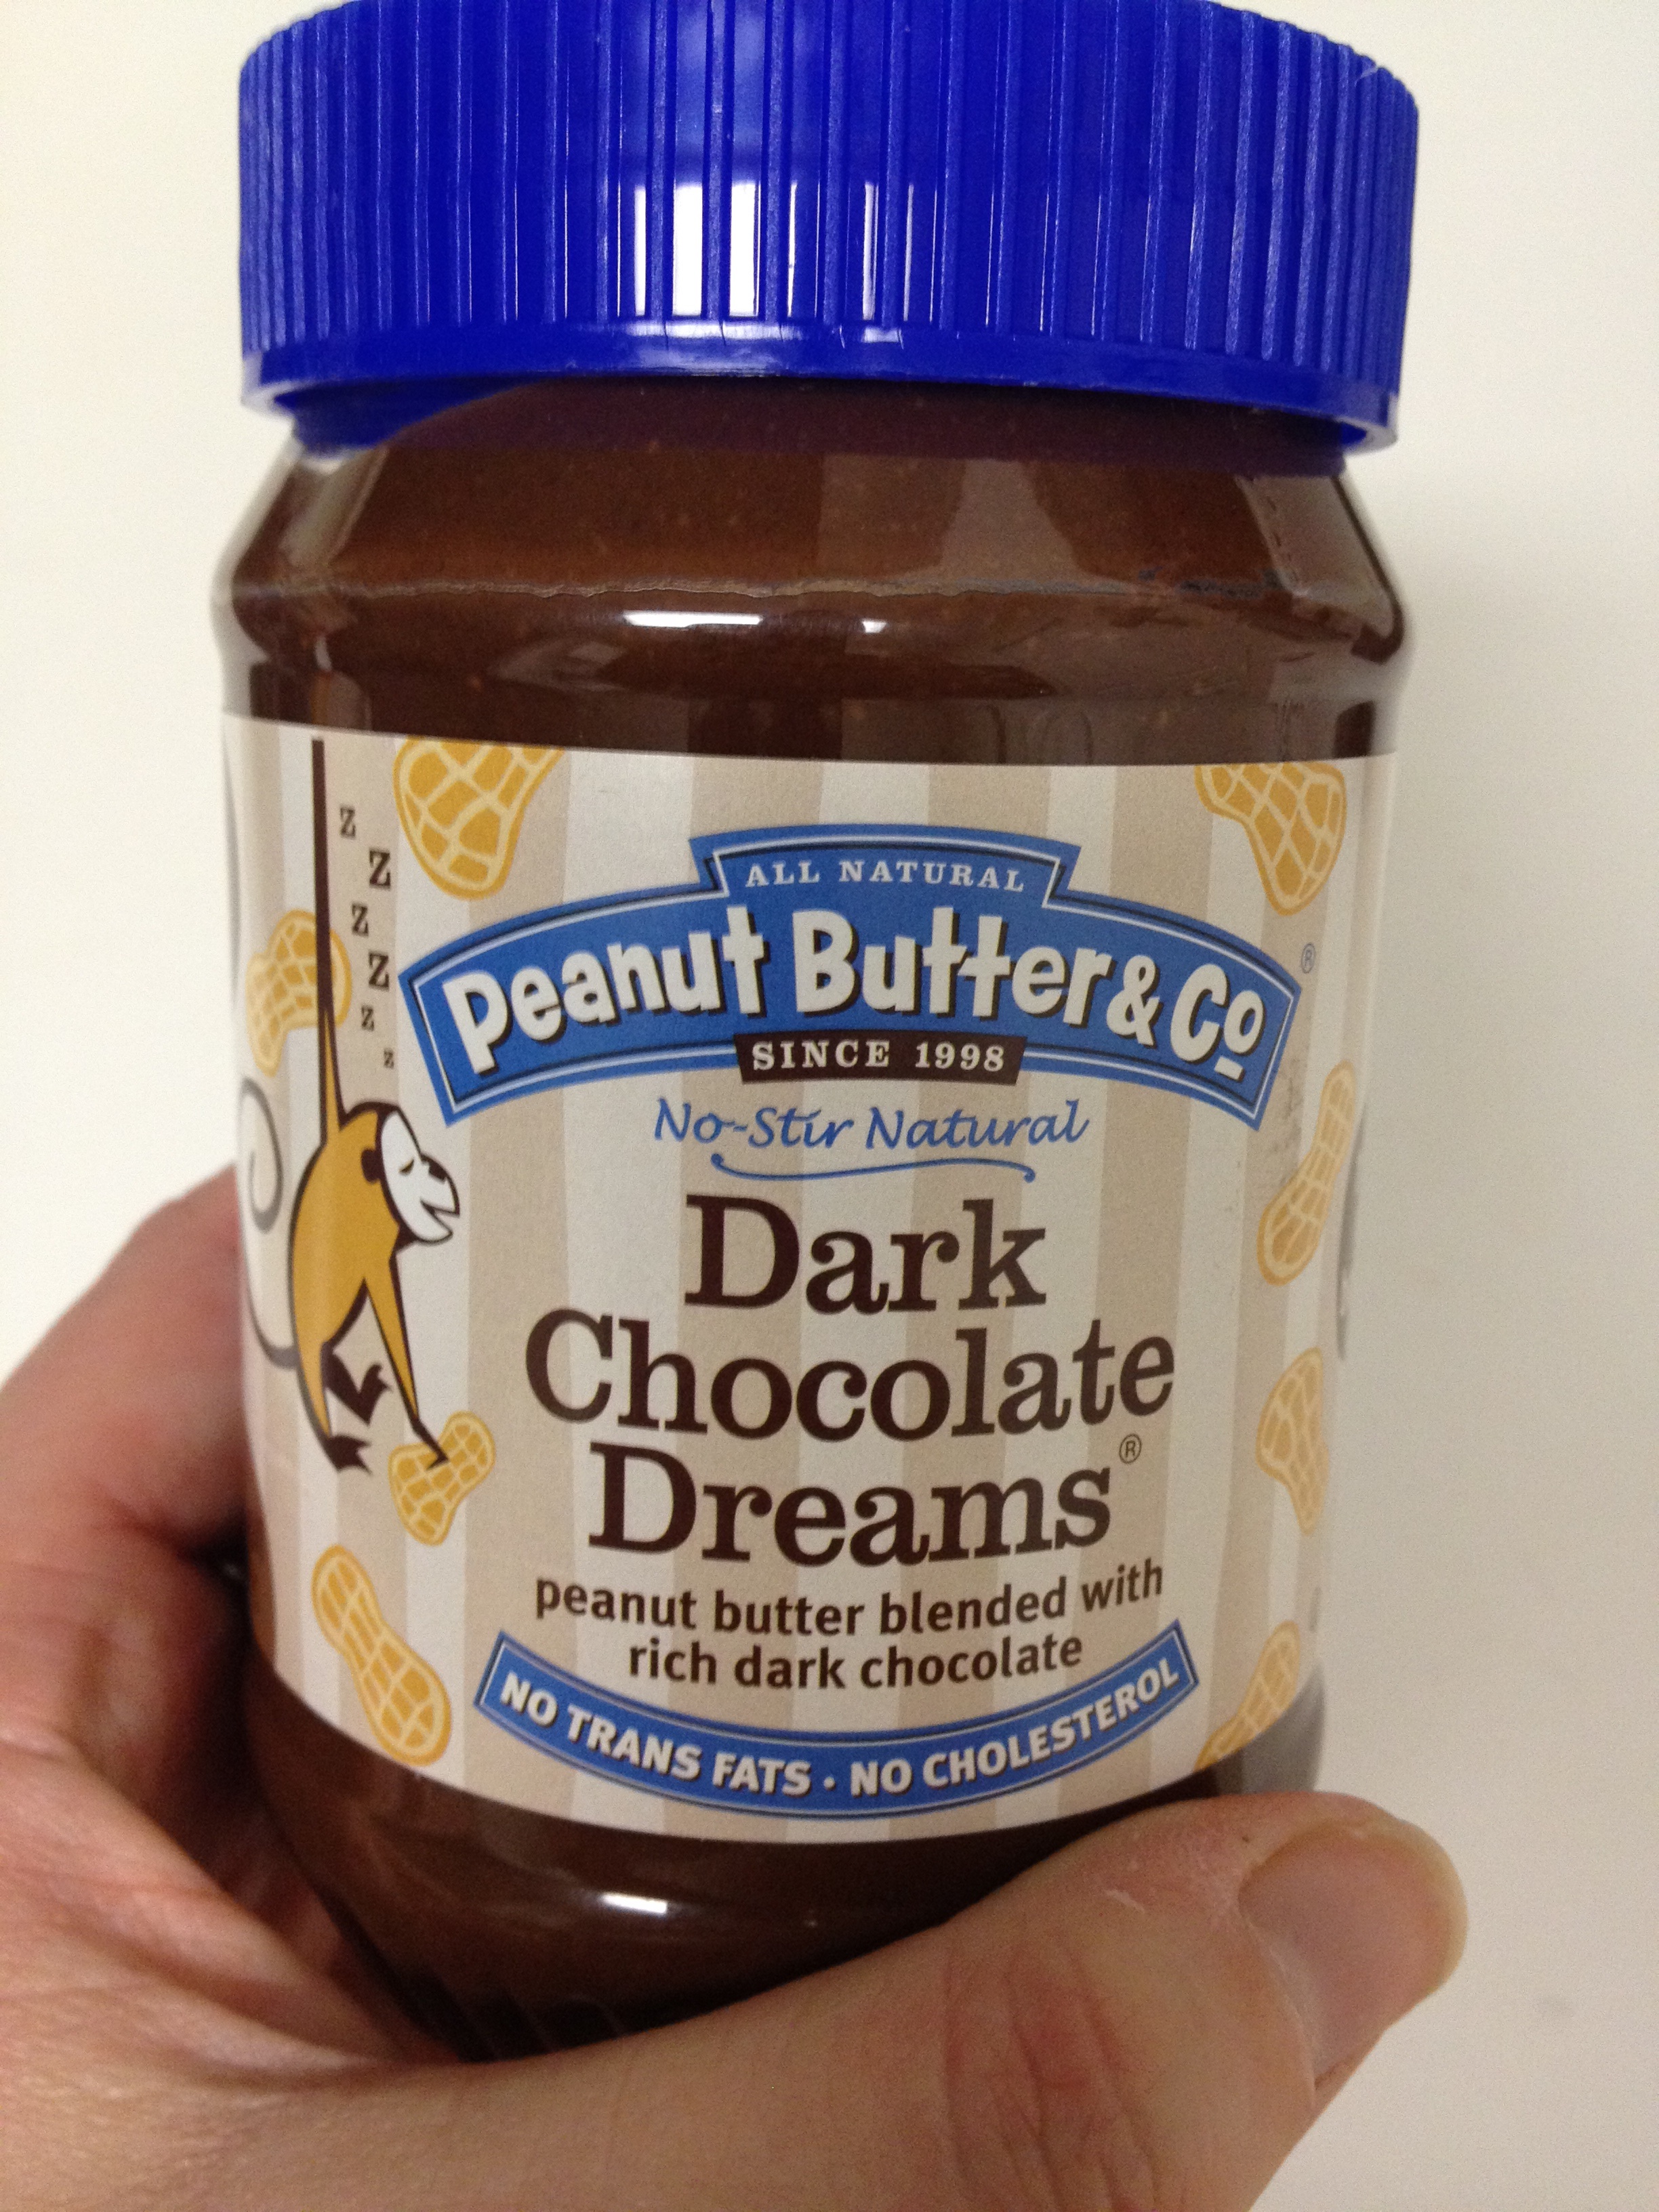 z
Z
z
Z
z
z
ALL NATURAL
Peanut Butter & Co ®
SINCE 1998
No-Stir Natural
Dark
Chocolate
Dreams®
peanut butter blended with
rich dark chocolate
NO TRANS FATS • NO CHOLESTEROL